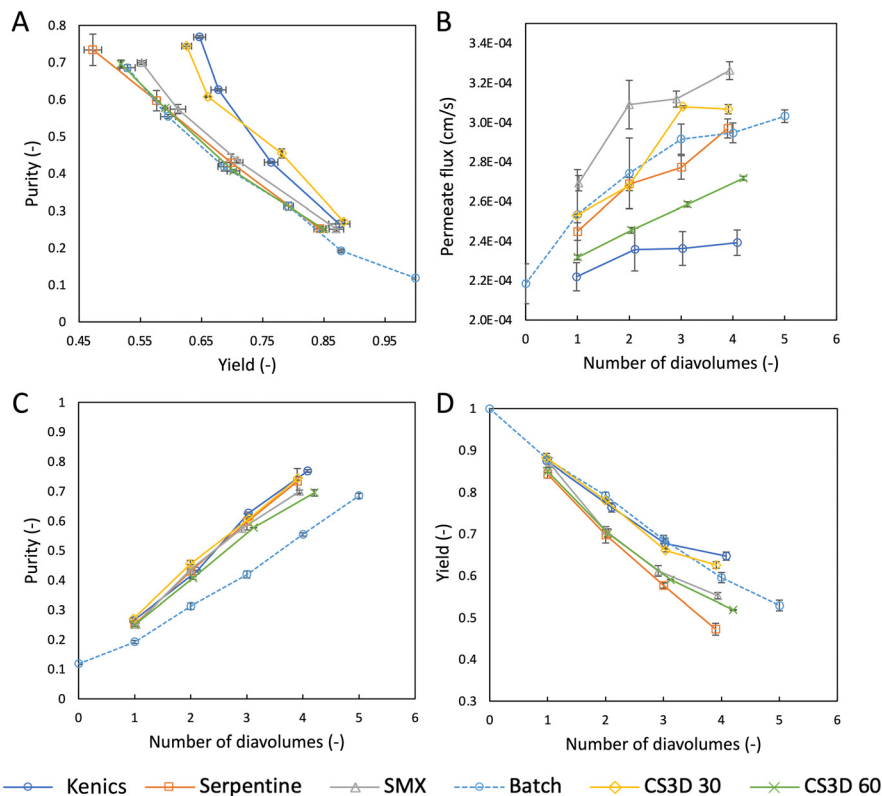 A
0.8
0.7
0.6
0.5
0.4
0.3
0.2
0.1
0
Purity (-)
0.45 0.55 0.65 0.75 0.85 0.95
Yield (-)
B
3.4E-04
3.2E-04
3.0E-04
2.8E-04
2.6E-04
2.4E-04
2.2E-04
2.0E-04
Permeate flux (cm/s)
0 1 2 3 4 5 6
Number of diavolumes (-)
C
1
0.9
0.8
0.7
0.6
0.5
0.4
0.3
0.2
0.1
0
Purity (-)
0 1 2 3 4 5 6
Number of diavolumes (-)
D
1
0.9
0.8
0.7
0.6
0.5
0.4
0.3
Yield (-)
0 1 2 3 4 5 6
Number of diavolumes (-)
Kenics Serpentine SMX Batch CS3D 30 CS3D 60